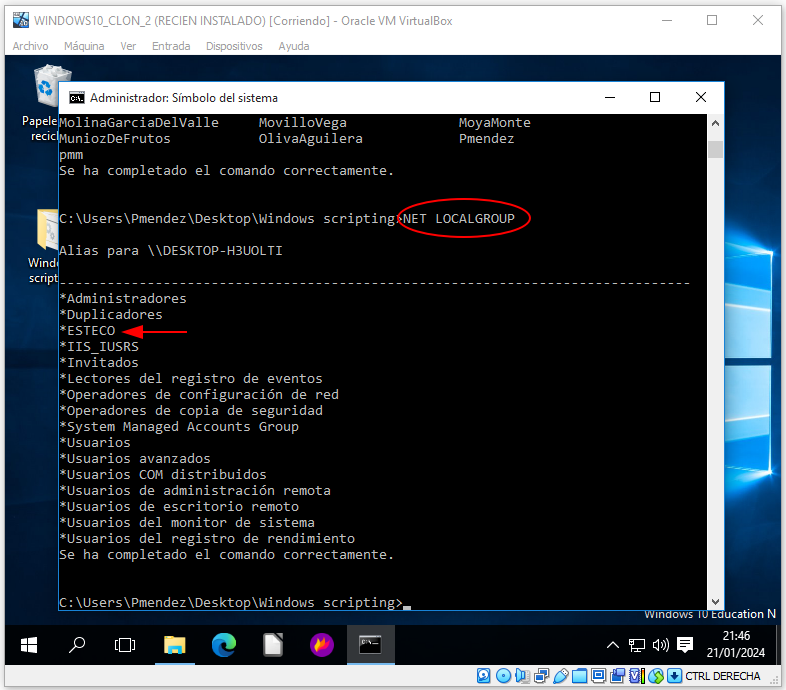 WINDOWS10_CLON_2 (RECIEN INSTALADO) [Corriendo] - Oracle VM VirtualBox
Archivo Máquina Ver Entrada Dispositivos Ayuda
Administrador: Símbolo del sistema
MolinaGarciaDelValle MovilloVega MoyaMonte
MuniozDeFrutos OlivaAguilera Pmendez
pmm
Se ha completado el comando correctamente.
C:\Users\Pmendez\Desktop\Windows scripting>NET LOCALGROUP
Alias para \\DESKTOP-H3UOLTI
-------------------------------------------------------------------------------
*Administradores
*Duplicadores
*ESTECO
*IIS_IUSRS
*Invitados
*Lectores del registro de eventos
*Operadores de configuración de red
*Operadores de copia de seguridad
*System Managed Accounts Group
*Usuarios
*Usuarios avanzados
*Usuarios COM distribuidos
*Usuarios de administración remota
*Usuarios de escritorio remoto
*Usuarios del monitor de sistema
*Usuarios del registro de rendimiento
Se ha completado el comando correctamente.
C:\Users\Pmendez\Desktop\Windows scripting>
Papele
recicl
Windo
script
Windows 10 Education N
21:46
21/01/2024
CTRL DERECHA